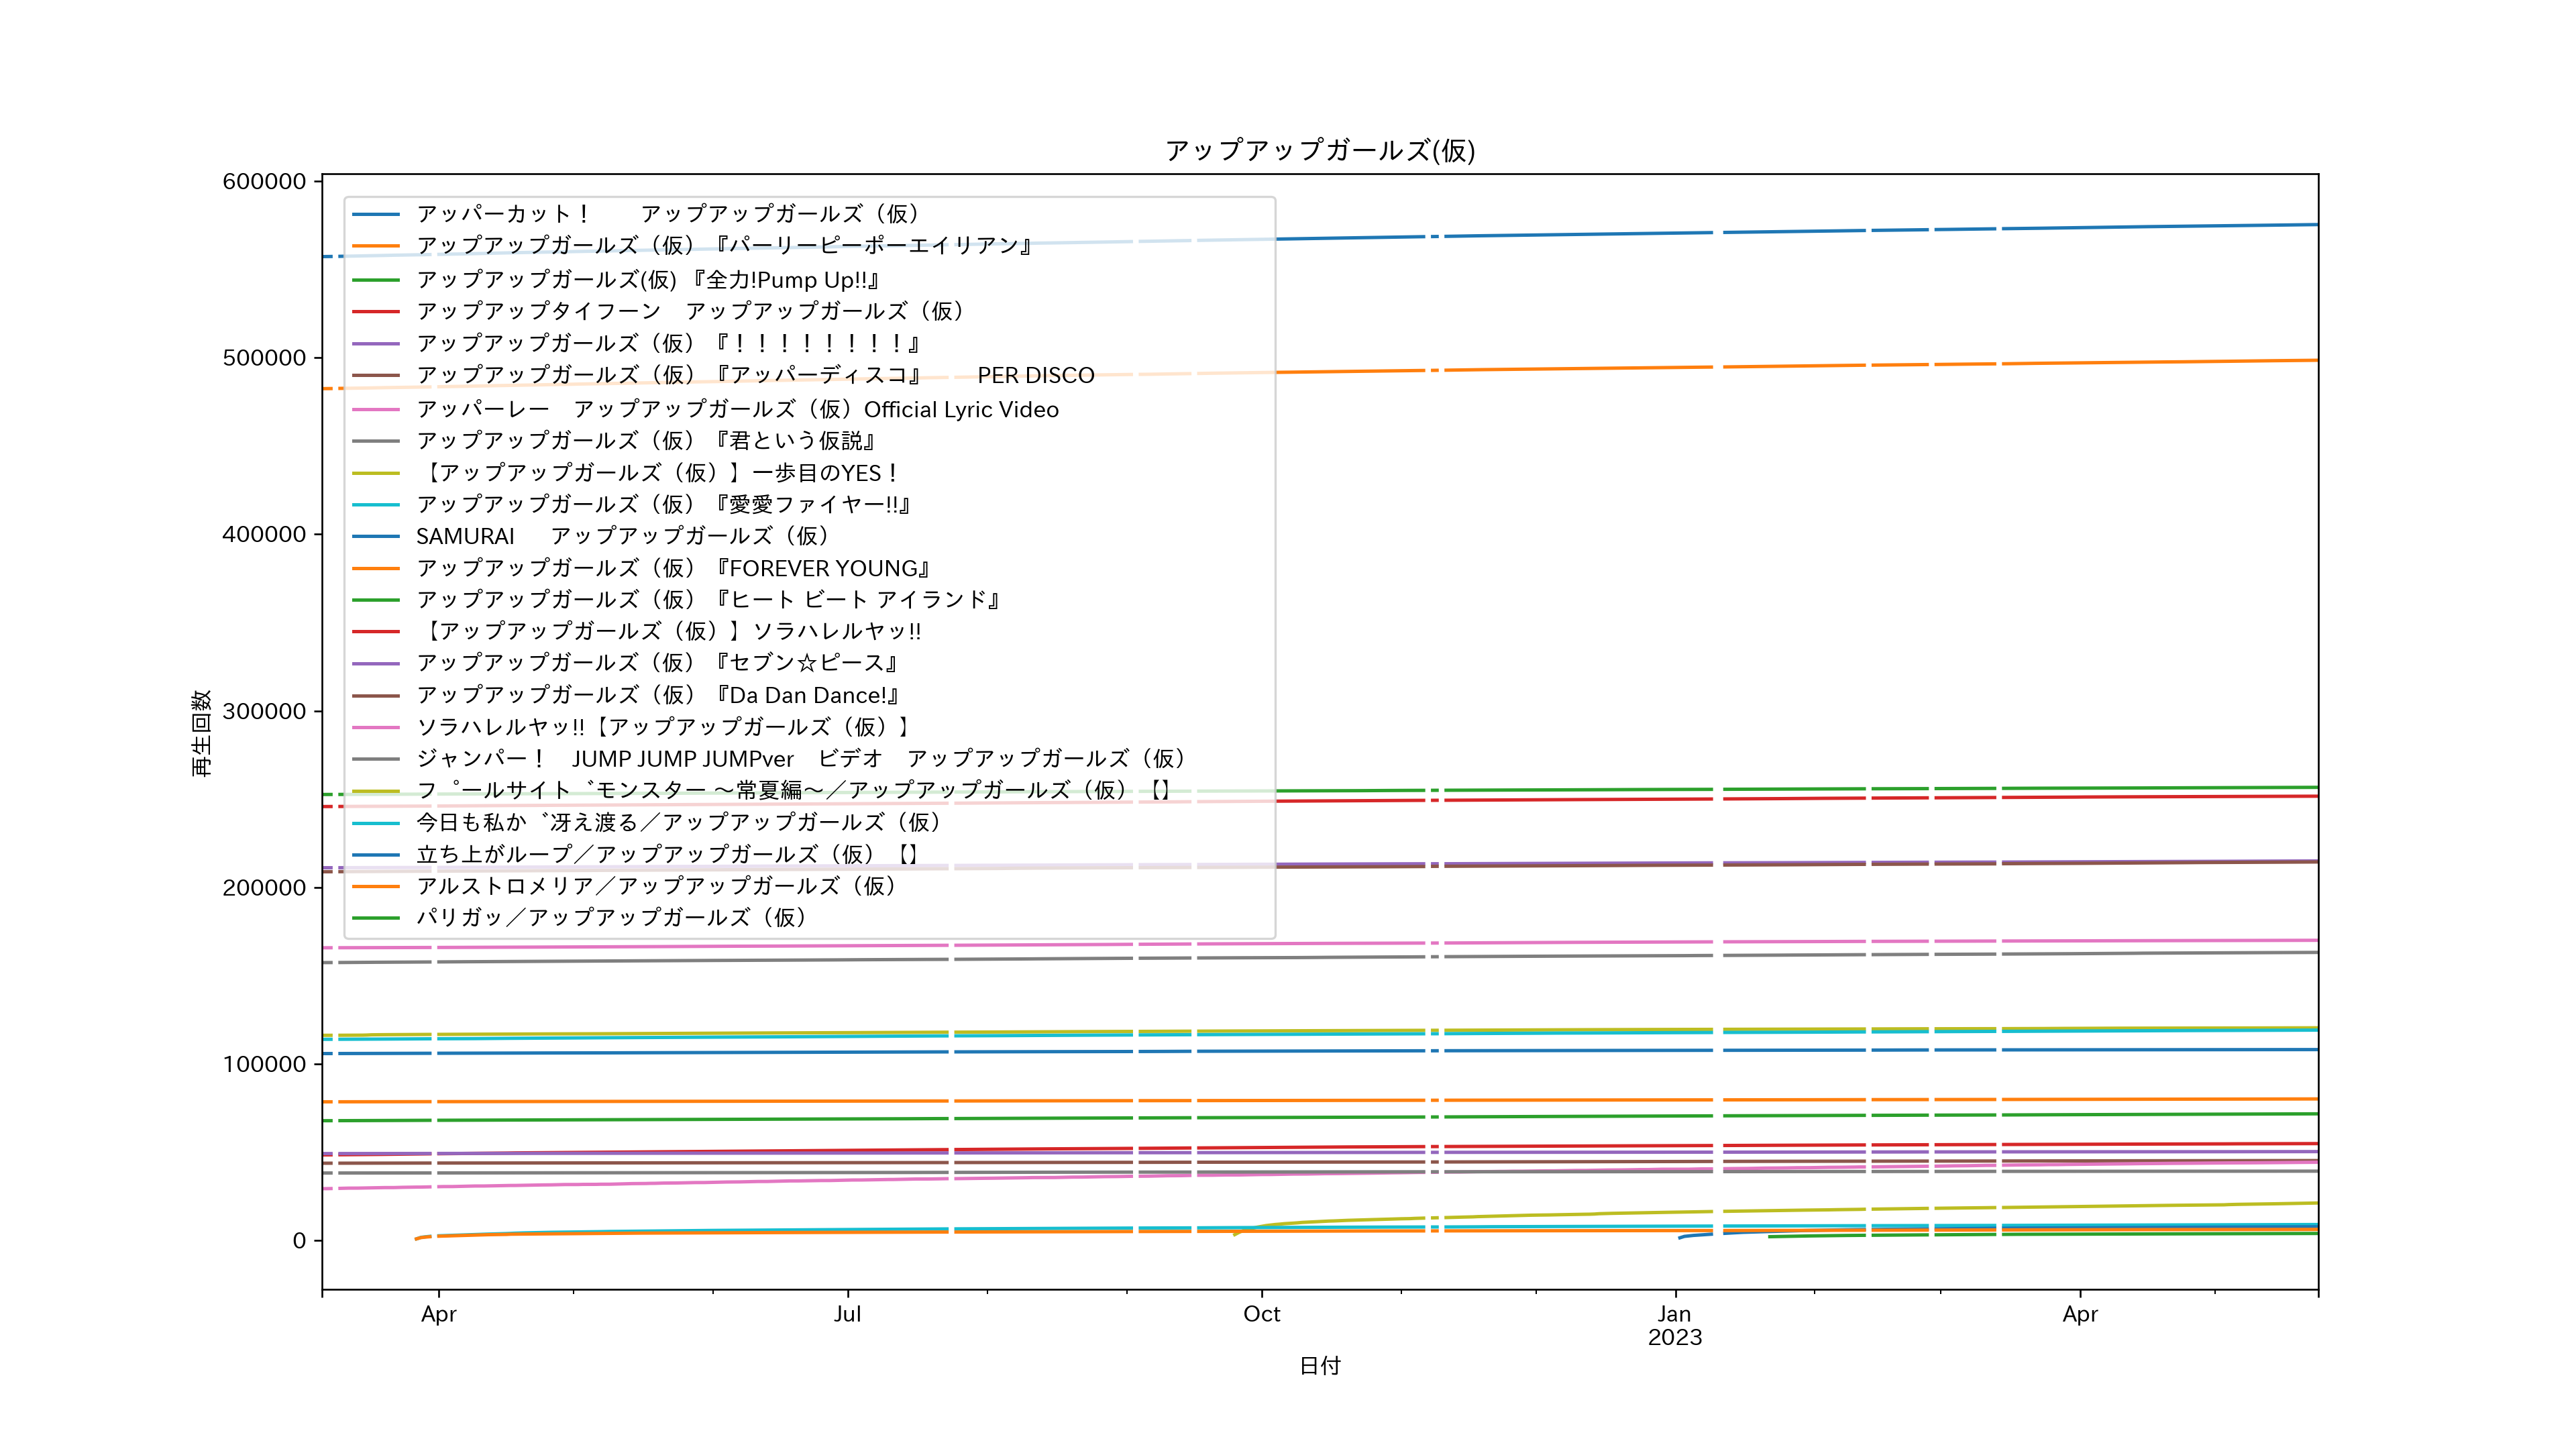 アップアップガールズ(仮)
600000
500000
400000
300000
200000
100000
0
再生回数
アッパーカット！　　アップアップガールズ（仮）
アップアップガールズ（仮）『パーリーピーポーエイリアン』
アップアップガールズ(仮) 『全力!Pump Up!!』
アップアップタイフーン　アップアップガールズ（仮）
アップアップガールズ（仮）『！！！！！！！！』
アップアップガールズ（仮）『アッパーディスコ』　　PER DISCO
アッパーレー　アップアップガールズ（仮）Official Lyric Video
アップアップガールズ（仮）『君という仮説』
【アップアップガールズ（仮）】一歩目のYES！
アップアップガールズ（仮）『愛愛ファイヤー!!』
SAMURAI　 アップアップガールズ（仮）
アップアップガールズ（仮）『FOREVER YOUNG』
アップアップガールズ（仮）『ヒート ビート アイランド』
【アップアップガールズ（仮）】ソラハレルヤッ!!
アップアップガールズ（仮）『セブン☆ピース』
アップアップガールズ（仮）『Da Dan Dance!』
ソラハレルヤッ!!【アップアップガールズ（仮）】
ジャンパー！　JUMP JUMP JUMPver　ビデオ　アップアップガールズ（仮）
フ゜ールサイト゛モンスター 〜常夏編〜／アップアップガールズ（仮）【】
今日も私か゛冴え渡る／アップアップガールズ（仮）
立ち上がループ／アップアップガールズ（仮）【】
アルストロメリア／アップアップガールズ（仮）
パリガッ／アップアップガールズ（仮）
Apr Jul Oct Jan Apr
2023
日付